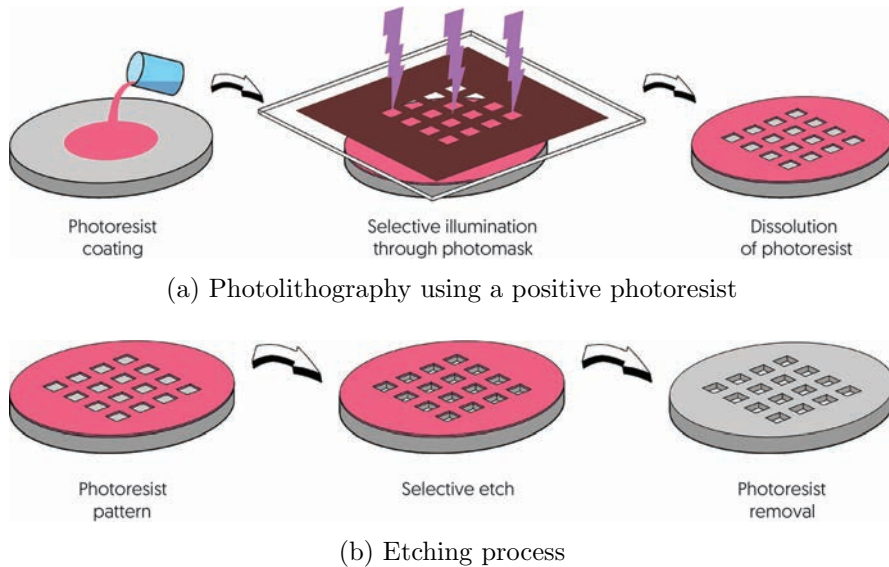 Photoresist
coating
Selective illumination
through photomask
Dissolution
of photoresist
(a) Photolithography using a positive photoresist
Photoresist
pattern
Selective etch
Photoresist
removal
(b) Etching process